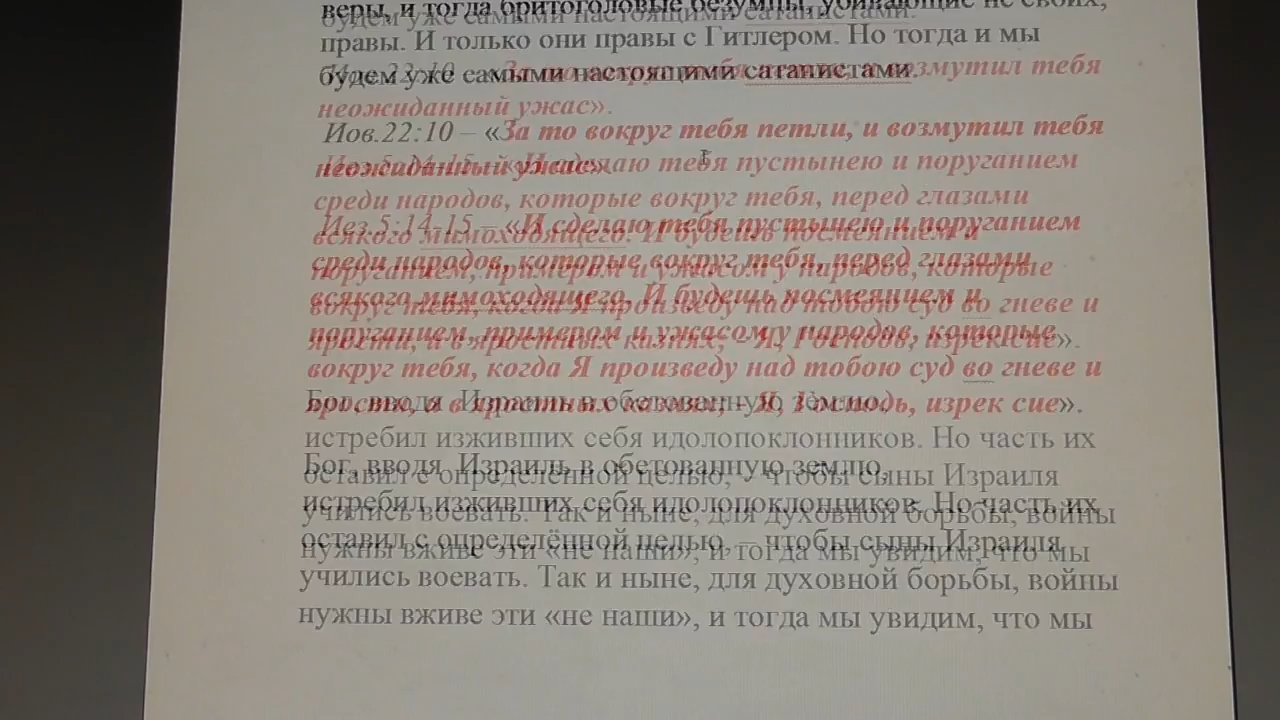 веры, и тогда бритоголовые безумцы, убивающие не своих,
правы. И только они правы с Гитлером. Но тогда и мы
будем уже самыми настоящими сатанистами.
Иов.22:10 – «За то вокруг тебя петли, и возмутил тебя
неожиданный ужас».
Иез.5:14-15 – «И сделаю тебя пустынею и поруганием
среди народов, которые вокруг тебя, перед глазами
всякого мимоходящего. И будешь посмеянием и
поруганием, примером и ужасом у народов, которые
вокруг тебя, когда Я произведу над тобою суд во гневе и
ярости, и в яростных казнях; - Я, Господь, изрек сие».
Бог, вводя Израиль в обетованную землю,
истребил изживших себя идолопоклонников. Но часть их
оставил с определённой целью, – чтобы сыны Израиля
учились воевать. Так и ныне, для духовной борьбы, войны
нужны вживе эти «не наши», и тогда мы увидим, что мы